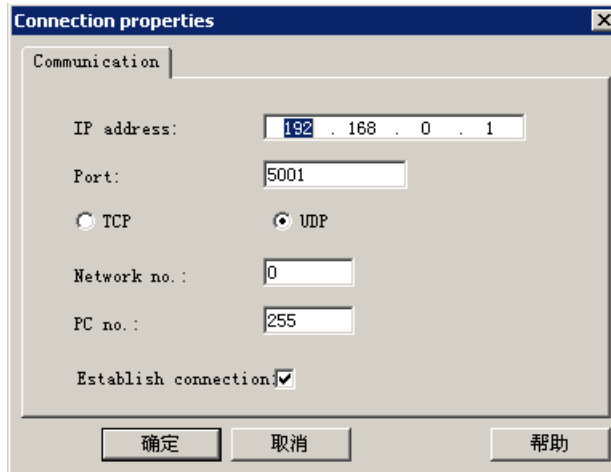 Connection properties
Communication
IP address: 192 . 168 . 0 . 1
Port: 5001
TCP UDP
Network no.: 0
PC no.: 255
Establish connection:
确定 取消 帮助